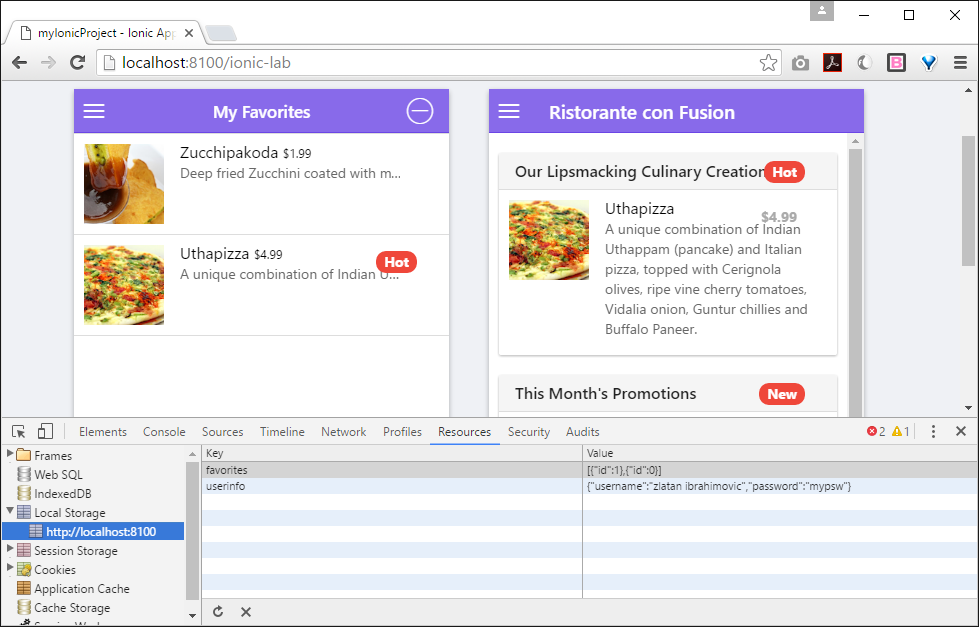 myIonicProject - Ionic App
localhost:8100/ionic-lab
My Favorites
Zucchipakoda $1.99
Deep fried Zucchini coated with m...
Uthapizza $4.99
Hot
A unique combination of Indian U...
Ristorante con Fusion
Our Lipsmacking Culinary Creation
Hot
Uthapizza
$4.99
A unique combination of Indian
Uthappam (pancake) and Italian
pizza, topped with Cerignola
olives, ripe vine cherry tomatoes,
Vidalia onion, Guntur chillies and
Buffalo Paneer.
This Month's Promotions
New
Elements Console Sources Timeline Network Profiles Resources Security Audits
2 1
Frames
Web SQL
IndexedDB
Local Storage
http://localhost:8100
Session Storage
Cookies
Application Cache
Cache Storage
Key Value
favorites [{"id":1},{"id":0}]
userinfo {"username":"zlatan ibrahimovic","password":"mypsw"}